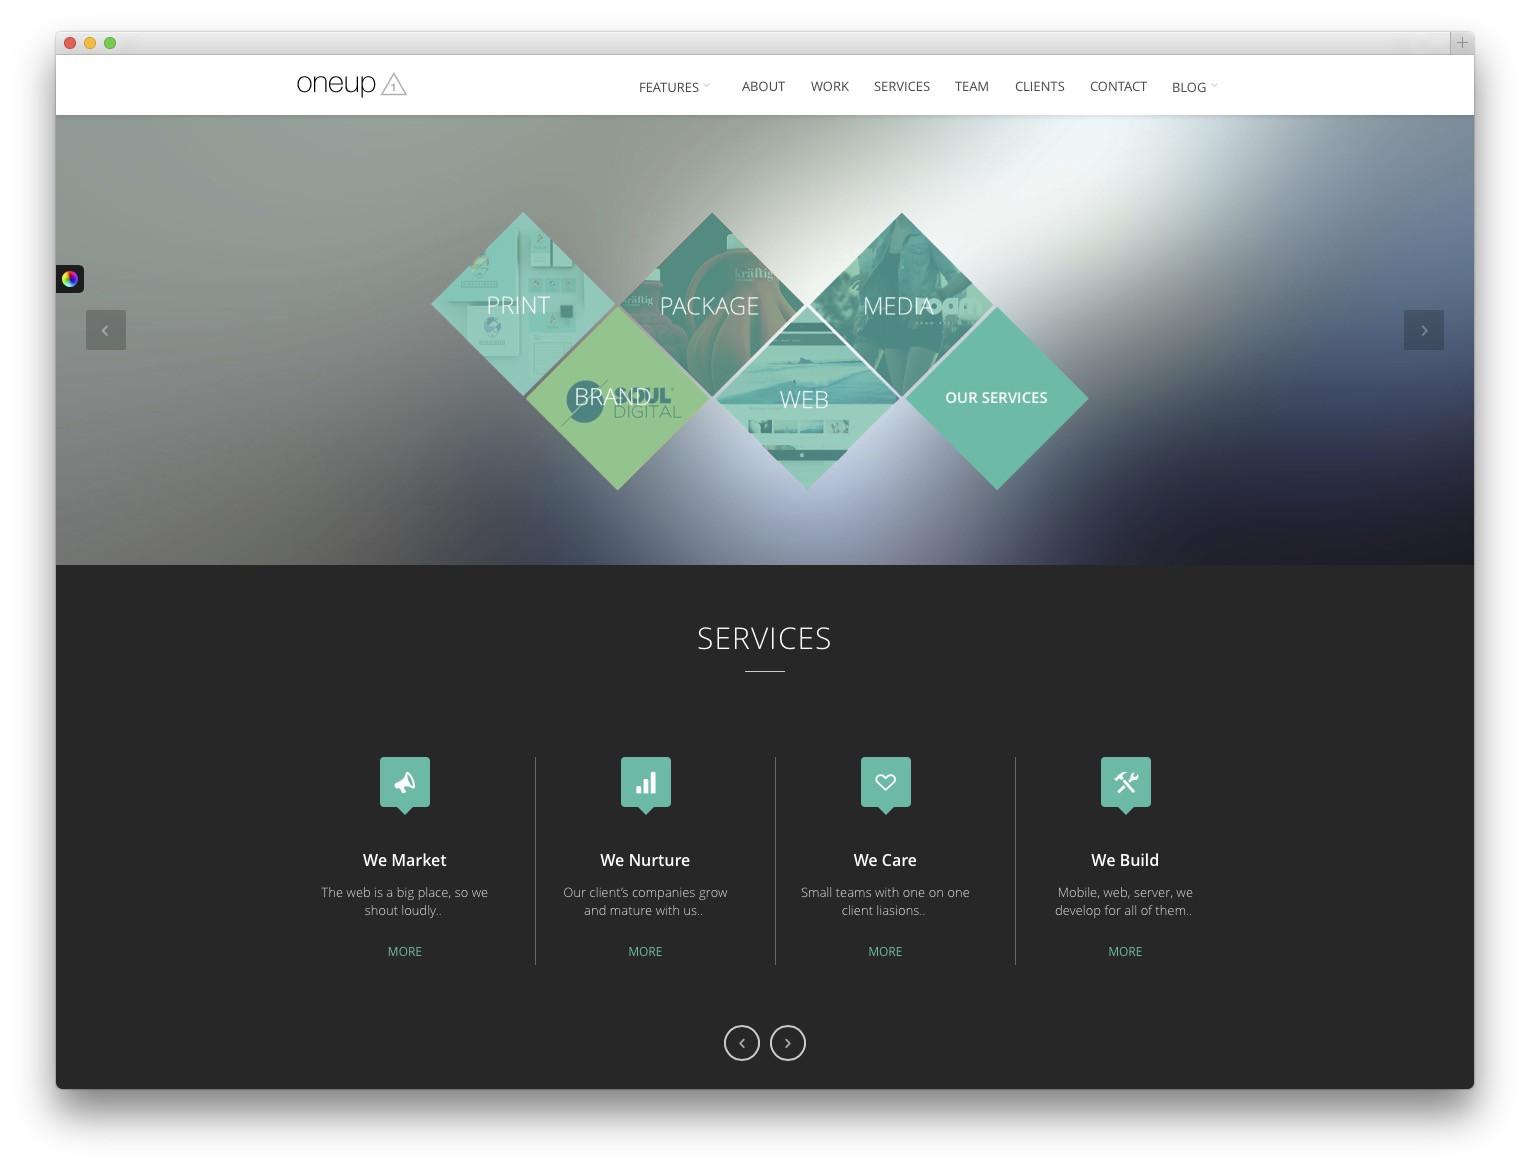 oneup 1
FEATURES ABOUT WORK SERVICES TEAM CLIENTS CONTACT BLOG
PRINT
PACKAGE
kräftig
kräftig
MEDIA
BRAND
DIGITAL
WEB
OUR SERVICES
SERVICES
We Market
The web is a big place, so we
shout loudly..
MORE
We Nurture
Our client's companies grow
and mature with us..
MORE
We Care
Small teams with one on one
client liasions..
MORE
We Build
Mobile, web, server, we
develop for all of them..
MORE